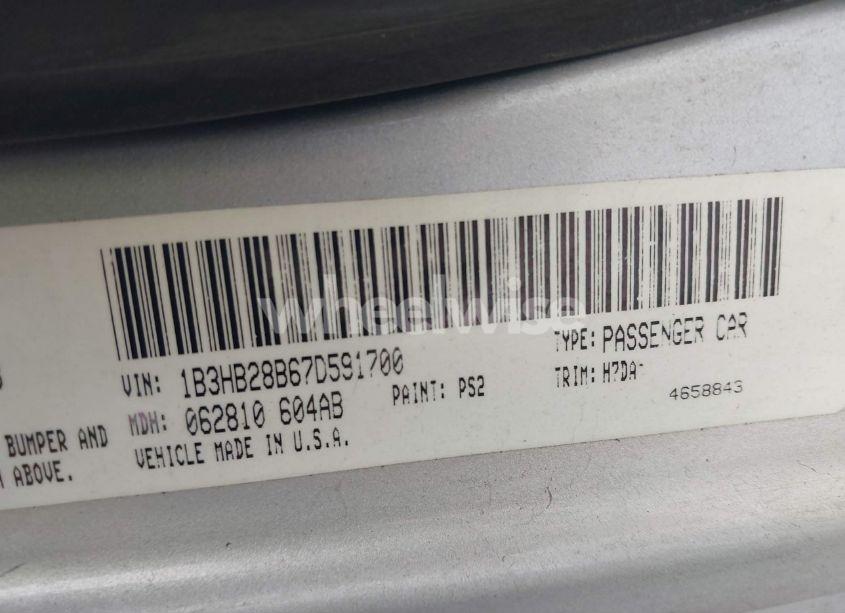 wheelwise
VIN: 1B3HB28B67D591700
TYPE: PASSENGER CAR
MDH: 062810 604AB
PAINT: PS2
TRIM: H7DA
4658843
BUMPER AND
VEHICLE MADE IN U.S.A.
ABOVE.